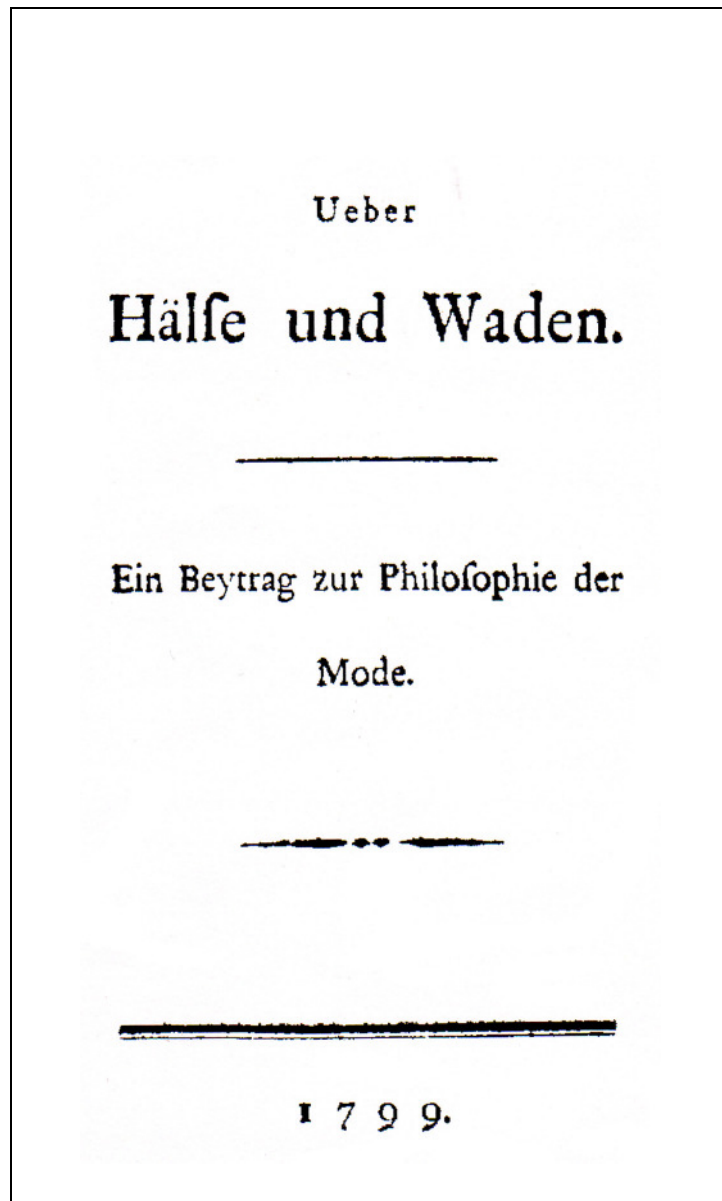 Ueber
Hälſe und Waden.
Ein Beytrag zur Philoſophie der
Mode.
1799.